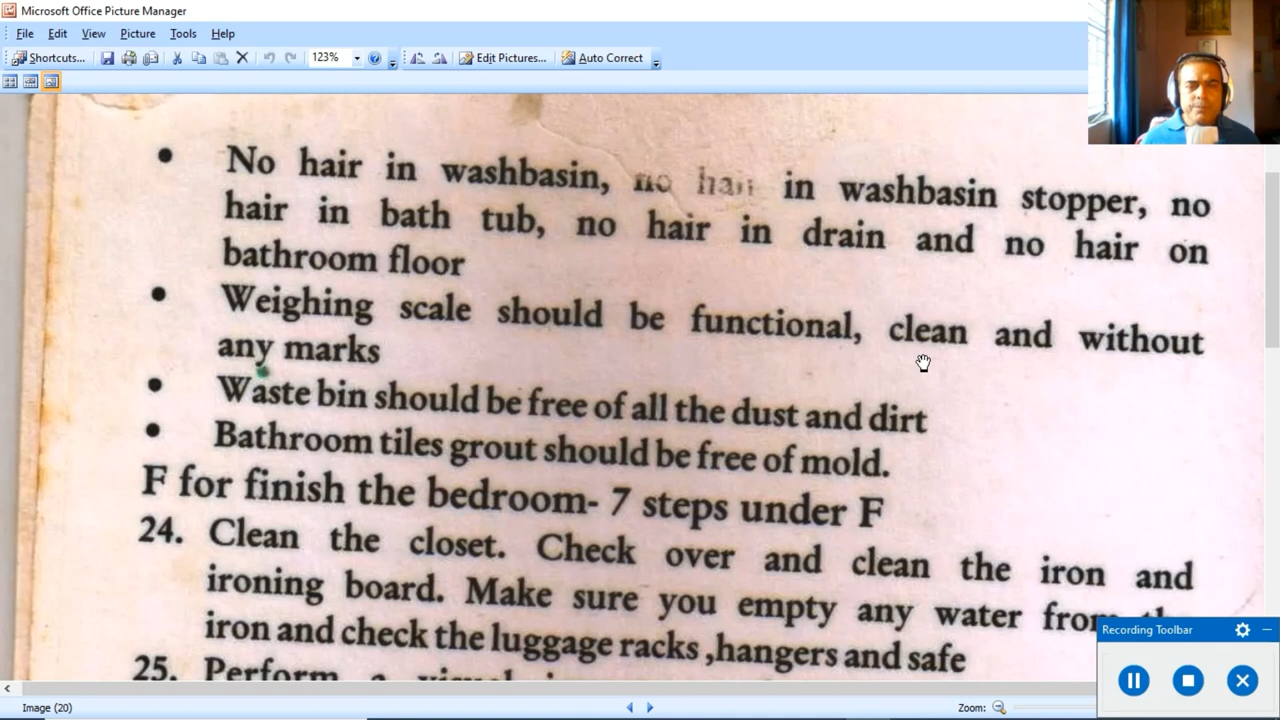 Microsoft Office Picture Manager
File Edit View Picture Tools Help
Shortcuts... 123% Edit Pictures... Auto Correct
• No hair in washbasin, no hair in washbasin stopper, no
hair in bath tub, no hair in drain and no hair on
bathroom floor
• Weighing scale should be functional, clean and without
any marks
• Waste bin should be free of all the dust and dirt
• Bathroom tiles grout should be free of mold.
F for finish the bedroom- 7 steps under F
24. Clean the closet. Check over and clean the iron and
ironing board. Make sure you empty any water from
iron and check the luggage racks ,hangers and safe
25. Perform a
Recording Toolbar
Image (20) Zoom: